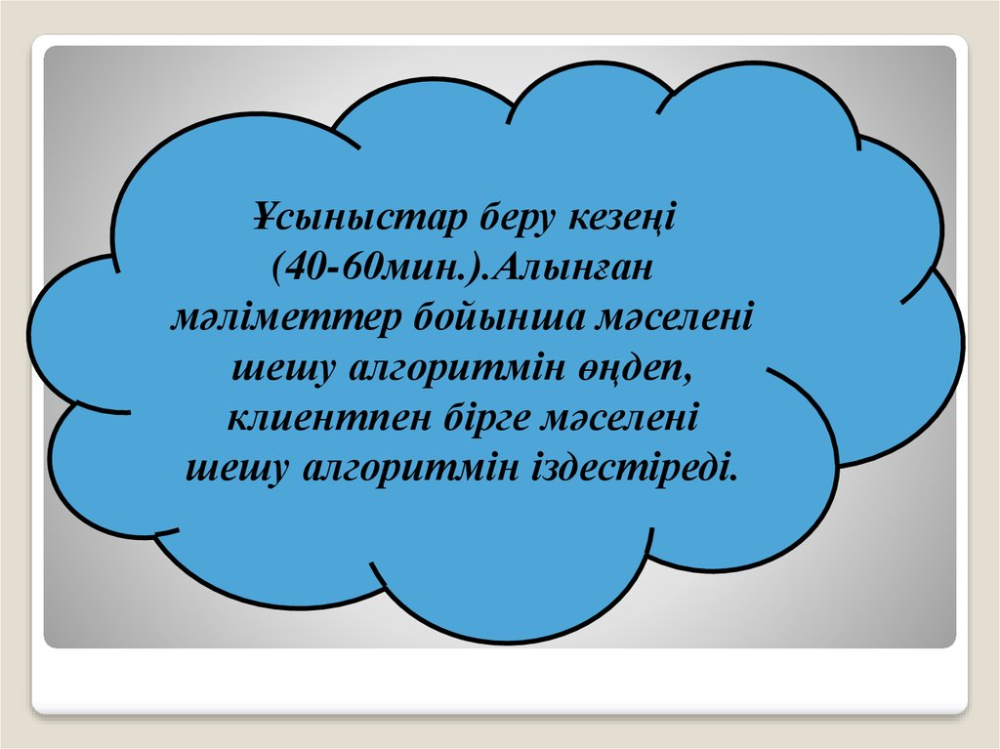 Ұсыныстар беру кезеңі
(40-60мин.).Алынған
мәліметтер бойынша мәселені
шешу алгоритмін өңдеп,
клиентпен бірге мәселені
шешу алгоритмін іздестіреді.